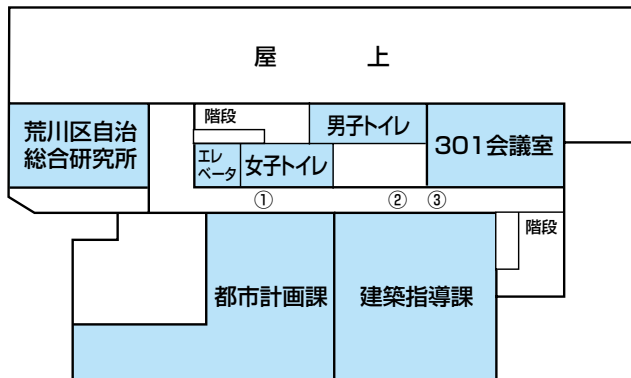 屋上
荒川区自治
総合研究所
階段
男子トイレ
301会議室
エレ
ベータ
女子トイレ
①
②
③
階段
都市計画課
建築指導課